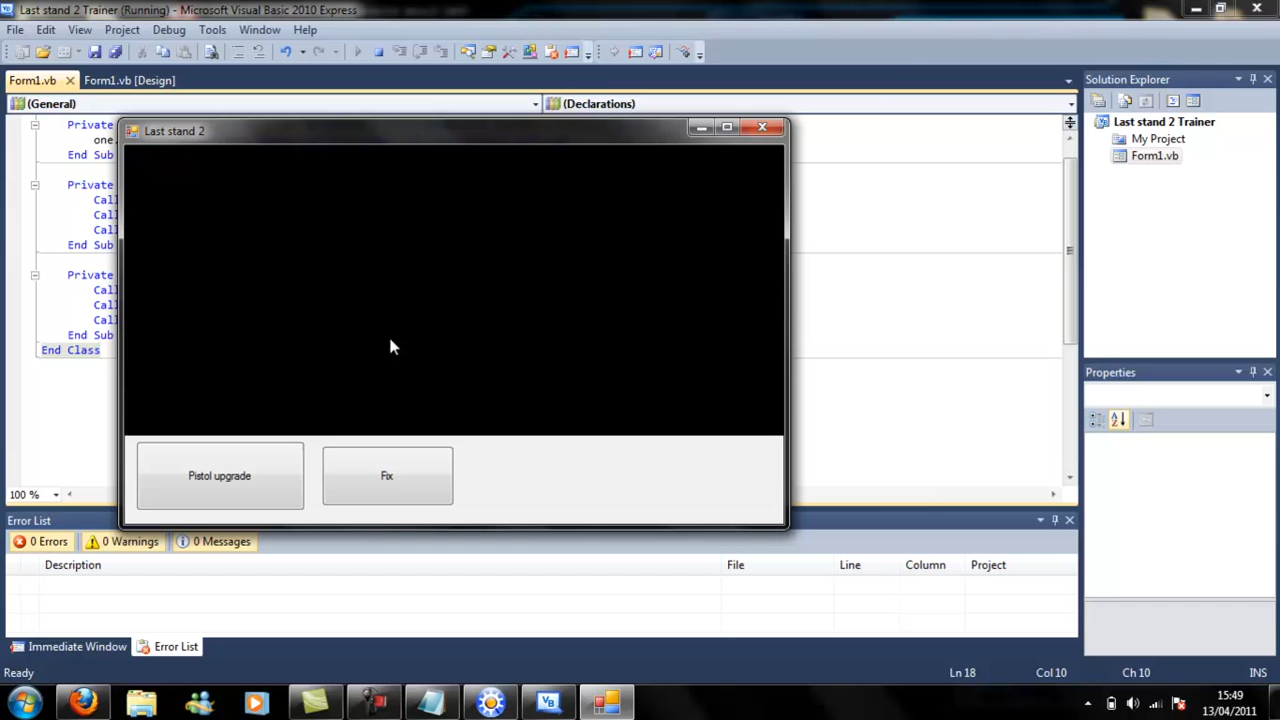 Last stand 2 Trainer (Running) - Microsoft Visual Basic 2010 Express
File Edit View Project Debug Tools Window Help
Form1.vb Form1.vb [Design]
(General) (Declarations)
Private
one.
End Sub
Private
Call
Call
Call
End Sub
Private
Call
Call
Call
End Sub
End Class
100 %
Last stand 2
Pistol upgrade Fix
Solution Explorer
Last stand 2 Trainer
My Project
Form1.vb
Properties
Error List
0 Errors 0 Warnings 0 Messages
Description File Line Column Project
Immediate Window Error List
Ready Ln 18 Col 10 Ch 10 INS
15:49
13/04/2011